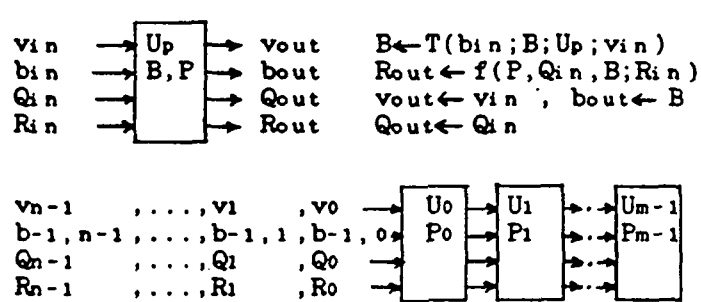 vin Up vout B←T(bin;B;Up;vin)
bin B,P bout Rout←f(P,Qin,B;Rin)
Qin Qout vout←vin , bout←B
Rin Rout Qout←Qin
vn-1 ,....,v1 ,v0 U0 U1 Um-1
b-1,n-1,....,b-1,1,b-1,0 P0 P1 Pm-1
Qn-1 ,....,Q1 ,Q0
Rn-1 ,....,R1 ,R0